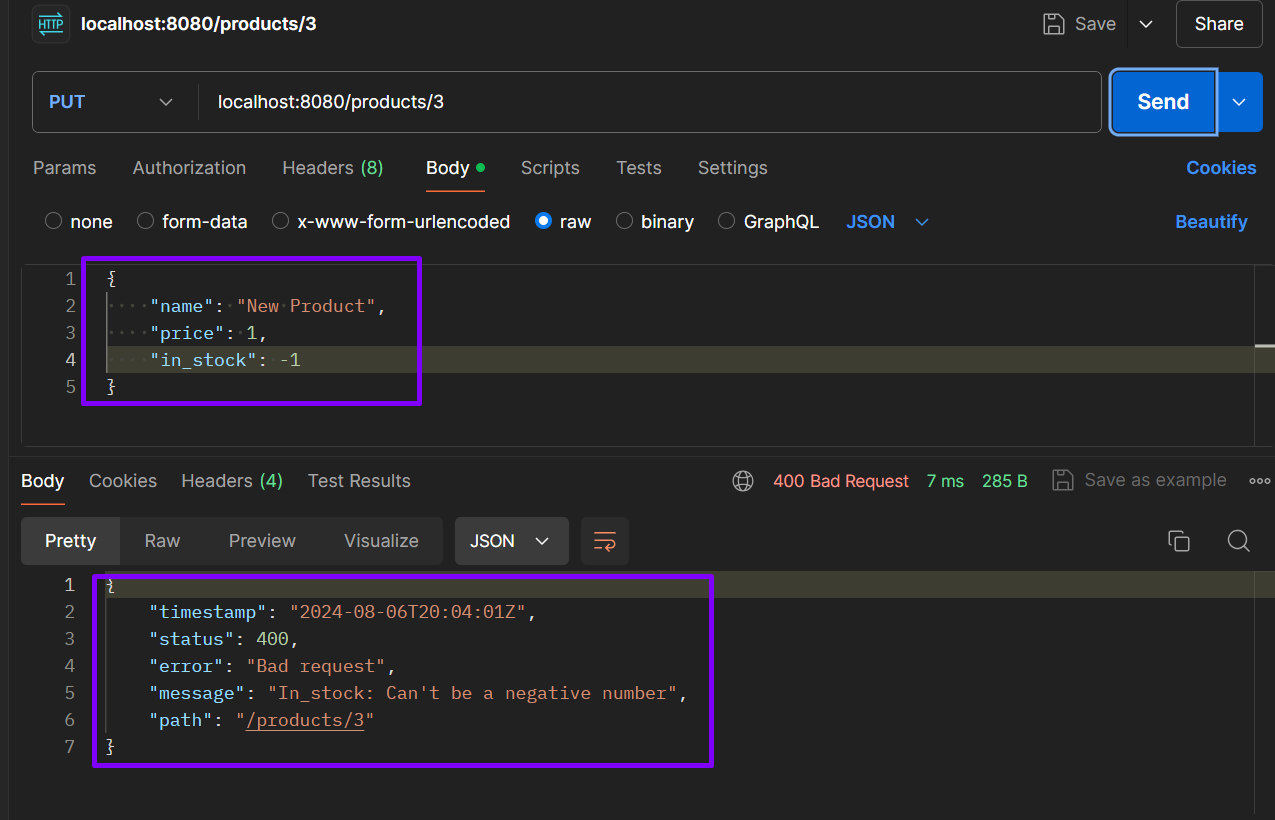 HTTP localhost:8080/products/3 Save Share
PUT localhost:8080/products/3 Send
Params Authorization Headers (8) Body Scripts Tests Settings Cookies
none form-data x-www-form-urlencoded raw binary GraphQL JSON Beautify
1 {
2 "name": "New Product",
3 "price": 1,
4 "in_stock": -1
5 }
Body Cookies Headers (4) Test Results 400 Bad Request 7 ms 285 B Save as example
Pretty Raw Preview Visualize JSON
1 {
2 "timestamp": "2024-08-06T20:04:01Z",
3 "status": 400,
4 "error": "Bad request",
5 "message": "In_stock: Can't be a negative number",
6 "path": "/products/3"
7 }